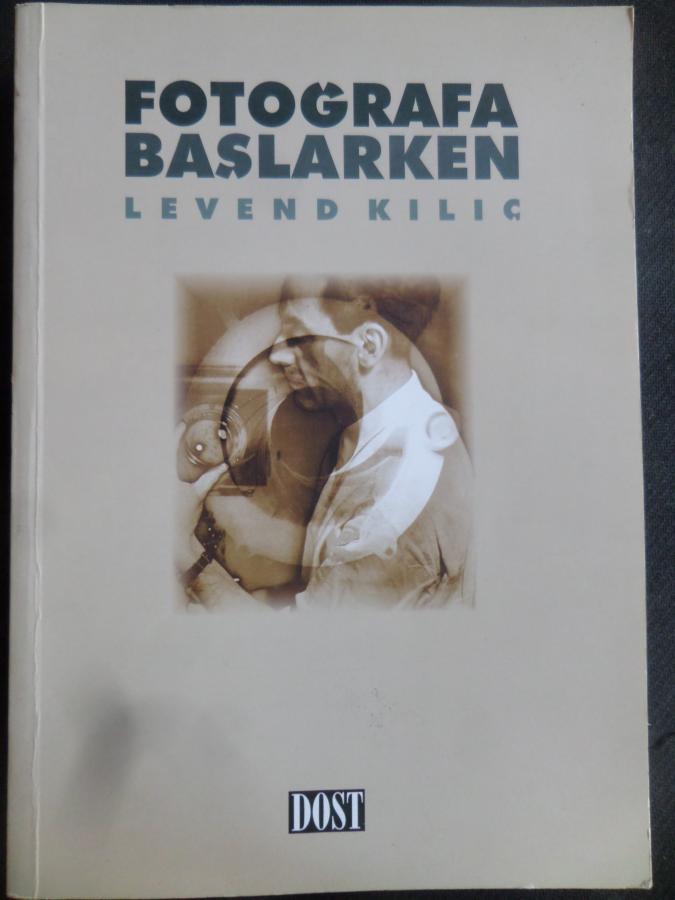 FOTOĞRAFA
BAŞLARKEN
LEVEND KILIÇ
DOST